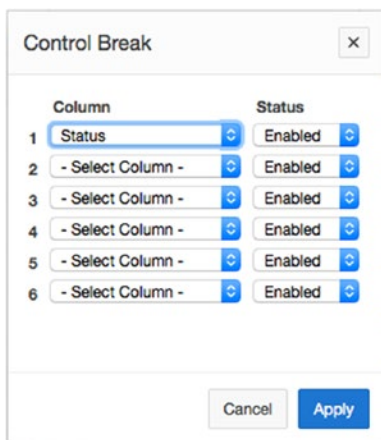 Control Break
Column Status
1 Status Enabled
2 - Select Column - Enabled
3 - Select Column - Enabled
4 - Select Column - Enabled
5 - Select Column - Enabled
6 - Select Column - Enabled
Cancel Apply